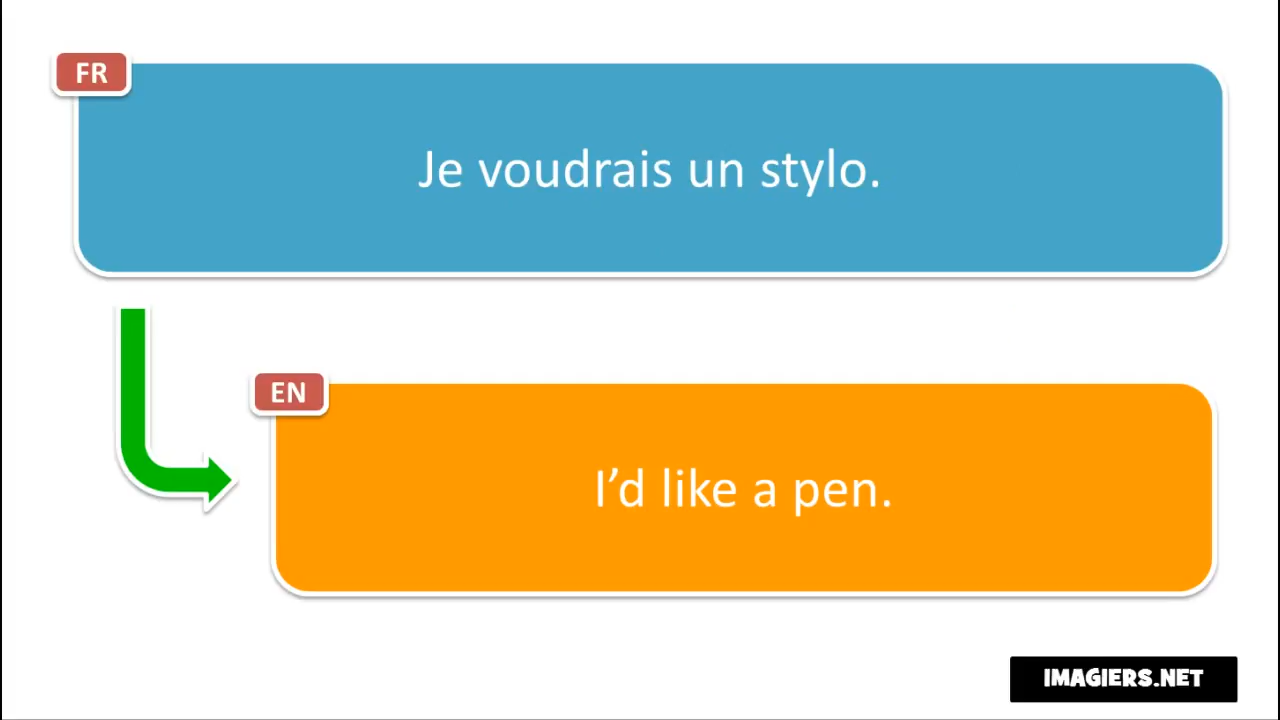 FR
Je voudrais un stylo.
EN
I’d like a pen.
IMAGIERS.NET